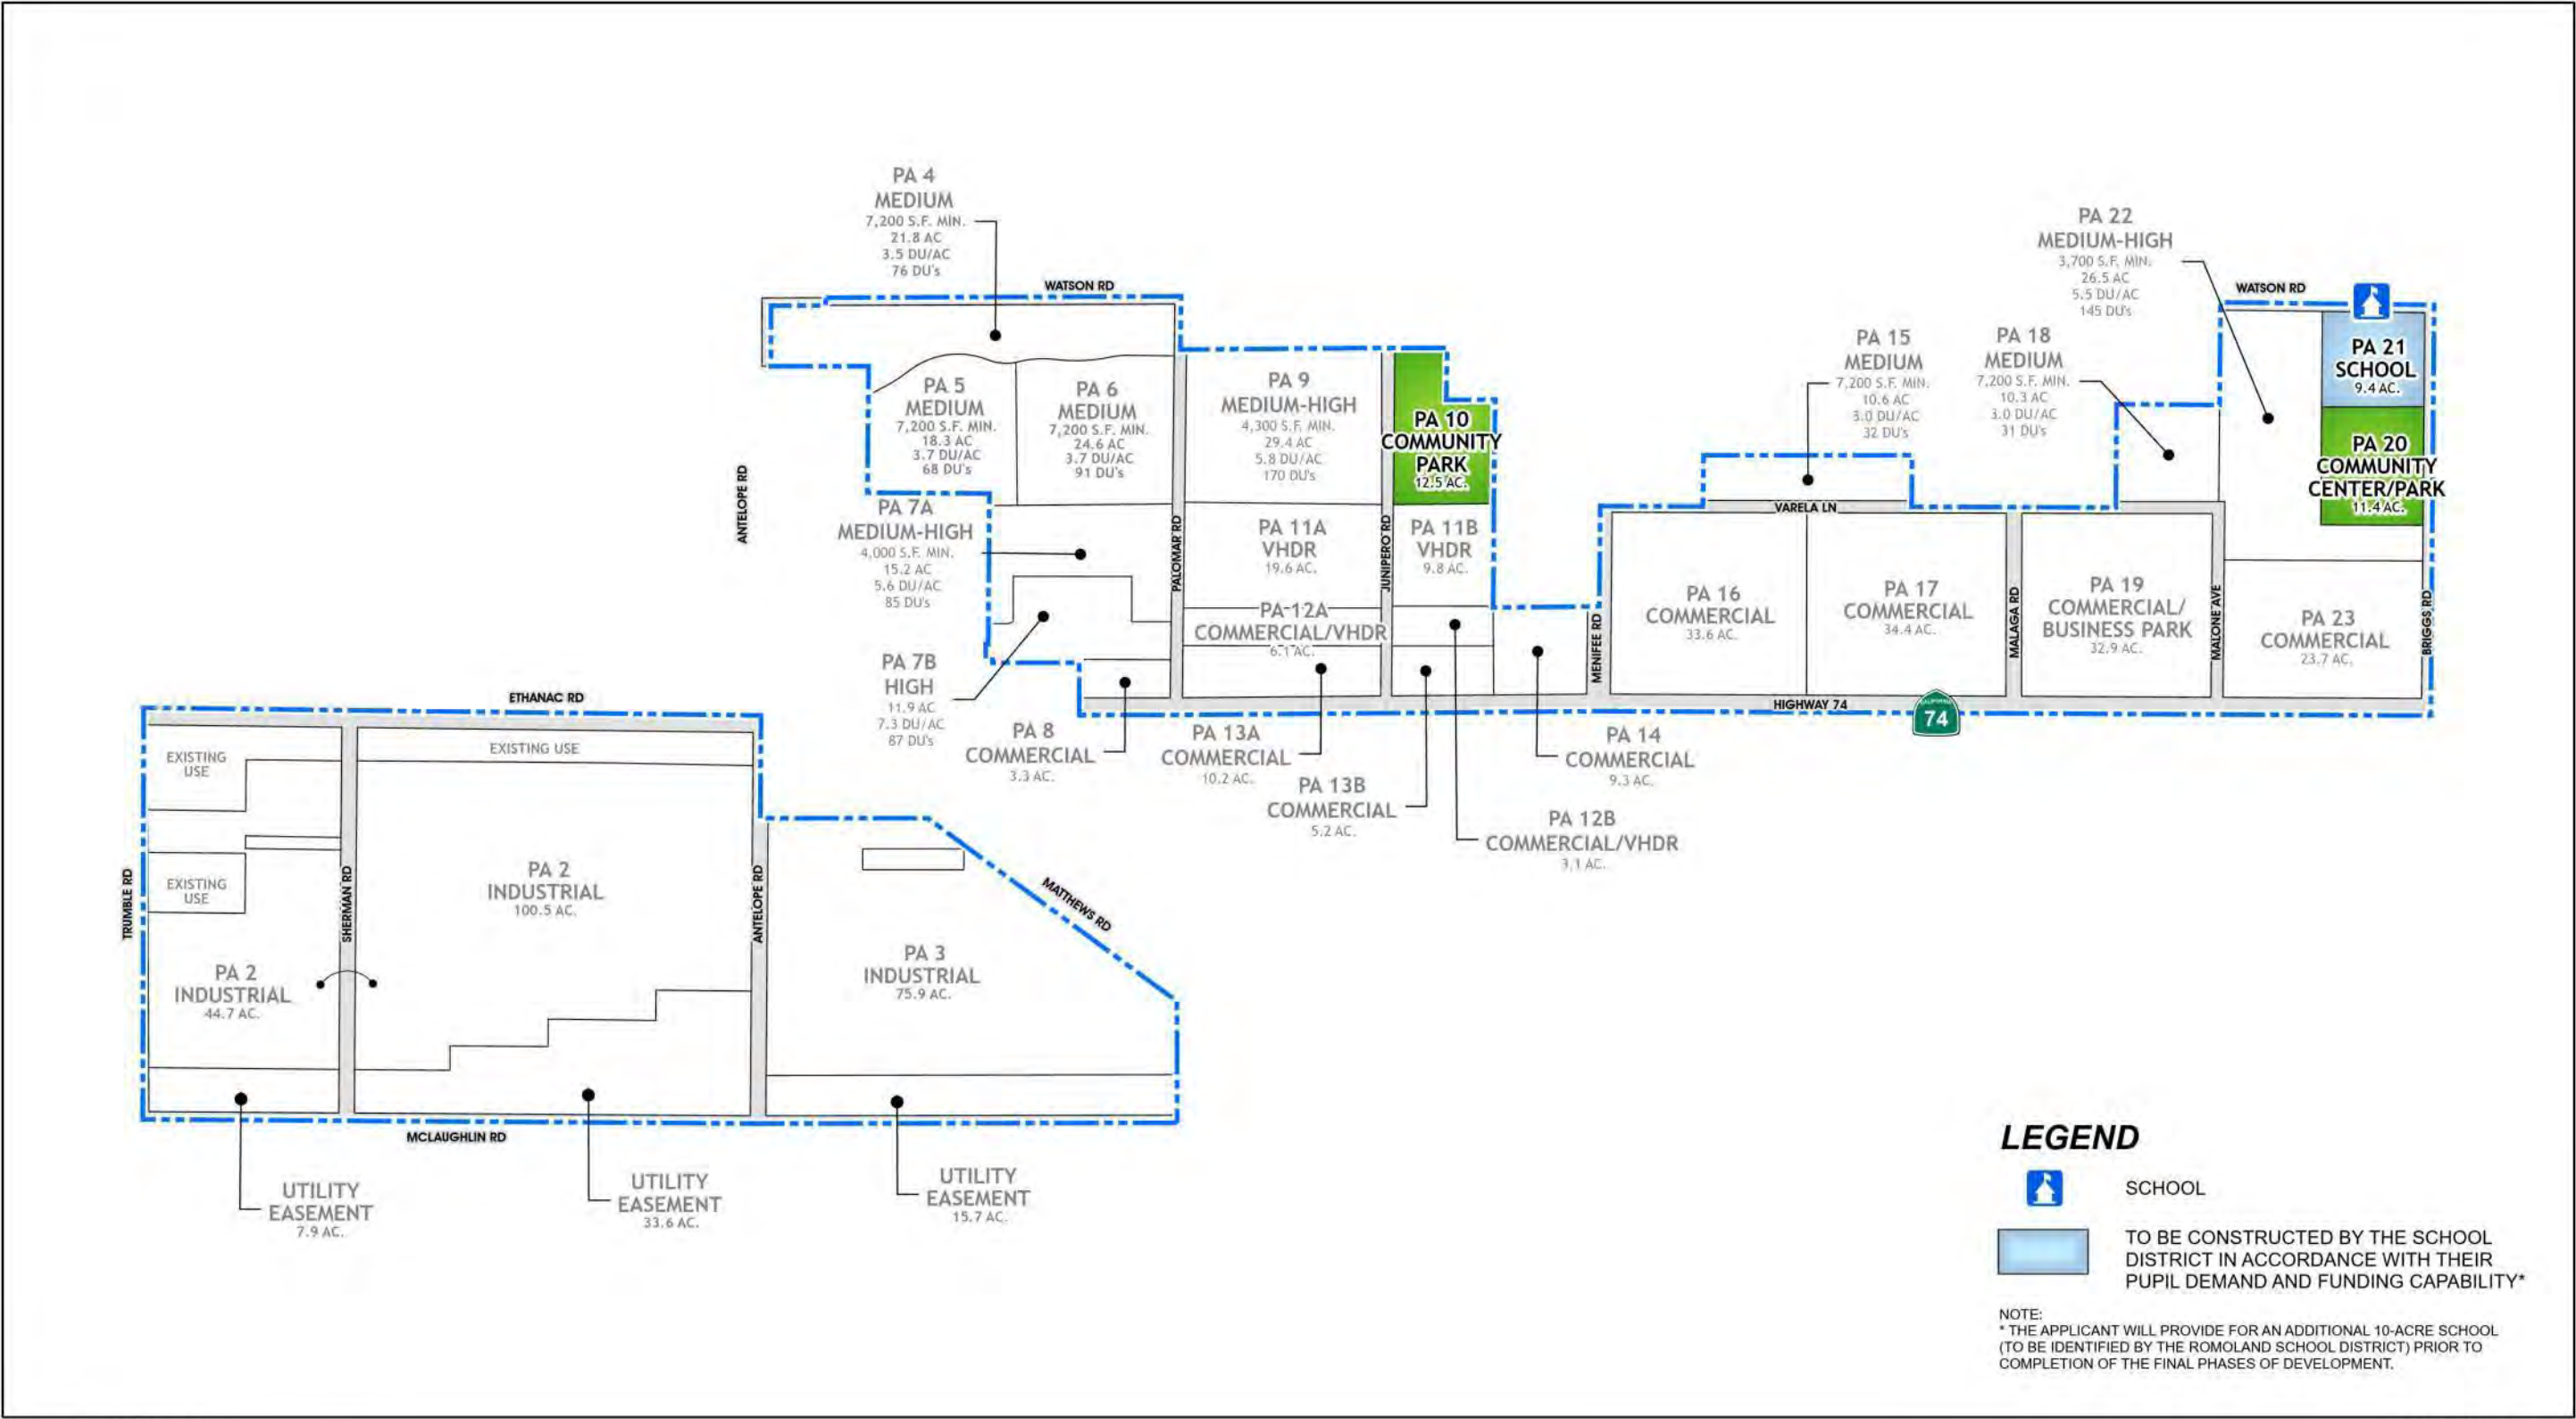 PA 4
MEDIUM
7,200 S.F. MIN.
21.8 AC
3.5 DU/AC
76 DU's
PA 22
MEDIUM-HIGH
3,700 S.F. MIN.
26.5 AC
5.5 DU/AC
145 DU's
WATSON RD
WATSON RD
PA 15
MEDIUM
7,200 S.F. MIN.
10.6 AC
3.0 DU/AC
32 DU's
PA 18
MEDIUM
7,200 S.F. MIN.
10.3 AC
3.0 DU/AC
31 DU's
PA 21
SCHOOL
9.4 AC.
PA 5
MEDIUM
7,200 S.F. MIN.
18.3 AC
3.7 DU/AC
68 DU's
PA 6
MEDIUM
7,200 S.F. MIN.
24.6 AC
3.7 DU/AC
91 DU's
PA 9
MEDIUM-HIGH
4,300 S.F. MIN.
29.4 AC
5.8 DU/AC
170 DU's
PA 10
COMMUNITY
PARK
12.5 AC.
PA 20
COMMUNITY
CENTER/PARK
11.4 AC.
ANTELOPE RD
PA 7A
MEDIUM-HIGH
4,000 S.F. MIN.
15.2 AC
5.6 DU/AC
85 DU's
PALOMAR RD
PA 11A
VHDR
19.6 AC.
JUNIPERO RD
PA 11B
VHDR
9.8 AC.
VARELA LN
PA 12A
COMMERCIAL/VHDR
6.1 AC.
MENIFEE RD
PA 16
COMMERCIAL
33.6 AC.
PA 17
COMMERCIAL
34.4 AC.
MALAGA RD
PA 19
COMMERCIAL/
BUSINESS PARK
32.9 AC.
MALONE AVE
PA 23
COMMERCIAL
23.7 AC.
BRIGGS RD
PA 7B
HIGH
11.9 AC
7.3 DU/AC
87 DU's
HIGHWAY 74
CALIFORNIA
74
PA 8
COMMERCIAL
3.3 AC.
PA 13A
COMMERCIAL
10.2 AC.
PA 13B
COMMERCIAL
5.2 AC.
PA 14
COMMERCIAL
9.3 AC.
PA 12B
COMMERCIAL/VHDR
3.1 AC.
ETHANAC RD
EXISTING
USE
EXISTING USE
EXISTING
USE
TRUMBLE RD
SHERMAN RD
PA 2
INDUSTRIAL
100.5 AC.
ANTELOPE RD
MATTHEWS RD
PA 2
INDUSTRIAL
44.7 AC.
PA 3
INDUSTRIAL
75.9 AC.
MCLAUGHLIN RD
UTILITY
EASEMENT
7.9 AC.
UTILITY
EASEMENT
33.6 AC.
UTILITY
EASEMENT
15.7 AC.
LEGEND
SCHOOL
TO BE CONSTRUCTED BY THE SCHOOL
DISTRICT IN ACCORDANCE WITH THEIR
PUPIL DEMAND AND FUNDING CAPABILITY*
NOTE:
* THE APPLICANT WILL PROVIDE FOR AN ADDITIONAL 10-ACRE SCHOOL
(TO BE IDENTIFIED BY THE ROMOLAND SCHOOL DISTRICT) PRIOR TO
COMPLETION OF THE FINAL PHASES OF DEVELOPMENT.